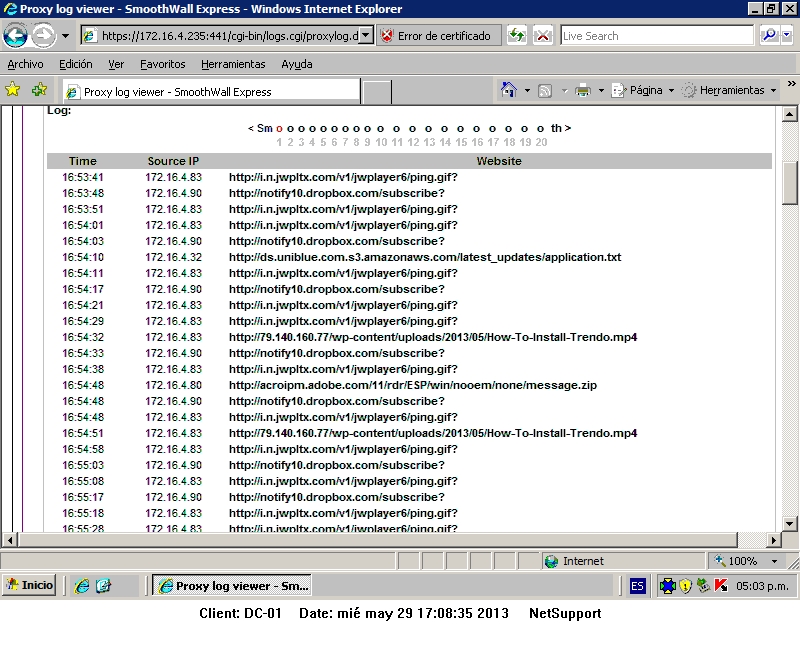 Proxy log viewer - SmoothWall Express - Windows Internet Explorer
https://172.16.4.235:441/cgi-bin/logs.cgi/proxylog.d Error de certificado Live Search
Archivo Edición Ver Favoritos Herramientas Ayuda
Proxy log viewer - SmoothWall Express Página Herramientas »
Log:
< Sm o o o o o o o o o o o o o o o o o o o o th >
1 2 3 4 5 6 7 8 9 10 11 12 13 14 15 16 17 18 19 20
Time Source IP Website
16:53:41 172.16.4.83 http://i.n.jwpltx.com/v1/jwplayer6/ping.gif?
16:53:48 172.16.4.90 http://notify10.dropbox.com/subscribe?
16:53:51 172.16.4.83 http://i.n.jwpltx.com/v1/jwplayer6/ping.gif?
16:54:01 172.16.4.83 http://i.n.jwpltx.com/v1/jwplayer6/ping.gif?
16:54:03 172.16.4.90 http://notify10.dropbox.com/subscribe?
16:54:10 172.16.4.32 http://ds.uniblue.com.s3.amazonaws.com/latest_updates/application.txt
16:54:11 172.16.4.83 http://i.n.jwpltx.com/v1/jwplayer6/ping.gif?
16:54:17 172.16.4.90 http://notify10.dropbox.com/subscribe?
16:54:21 172.16.4.83 http://i.n.jwpltx.com/v1/jwplayer6/ping.gif?
16:54:29 172.16.4.83 http://i.n.jwpltx.com/v1/jwplayer6/ping.gif?
16:54:32 172.16.4.83 http://79.140.160.77/wp-content/uploads/2013/05/How-To-Install-Trendo.mp4
16:54:33 172.16.4.90 http://notify10.dropbox.com/subscribe?
16:54:38 172.16.4.83 http://i.n.jwpltx.com/v1/jwplayer6/ping.gif?
16:54:48 172.16.4.80 http://acroipm.adobe.com/11/rdr/ESP/win/nooem/none/message.zip
16:54:48 172.16.4.90 http://notify10.dropbox.com/subscribe?
16:54:48 172.16.4.83 http://i.n.jwpltx.com/v1/jwplayer6/ping.gif?
16:54:51 172.16.4.83 http://79.140.160.77/wp-content/uploads/2013/05/How-To-Install-Trendo.mp4
16:54:58 172.16.4.83 http://i.n.jwpltx.com/v1/jwplayer6/ping.gif?
16:55:03 172.16.4.90 http://notify10.dropbox.com/subscribe?
16:55:08 172.16.4.83 http://i.n.jwpltx.com/v1/jwplayer6/ping.gif?
16:55:17 172.16.4.90 http://notify10.dropbox.com/subscribe?
16:55:18 172.16.4.83 http://i.n.jwpltx.com/v1/jwplayer6/ping.gif?
16:55:28 172.16.4.83 http://i.n.jwpltx.com/v1/jwplayer6/ping.gif?
Internet 100%
Inicio Proxy log viewer - Sm... ES 05:03 p.m.
Client: DC-01 Date: mié may 29 17:08:35 2013 NetSupport